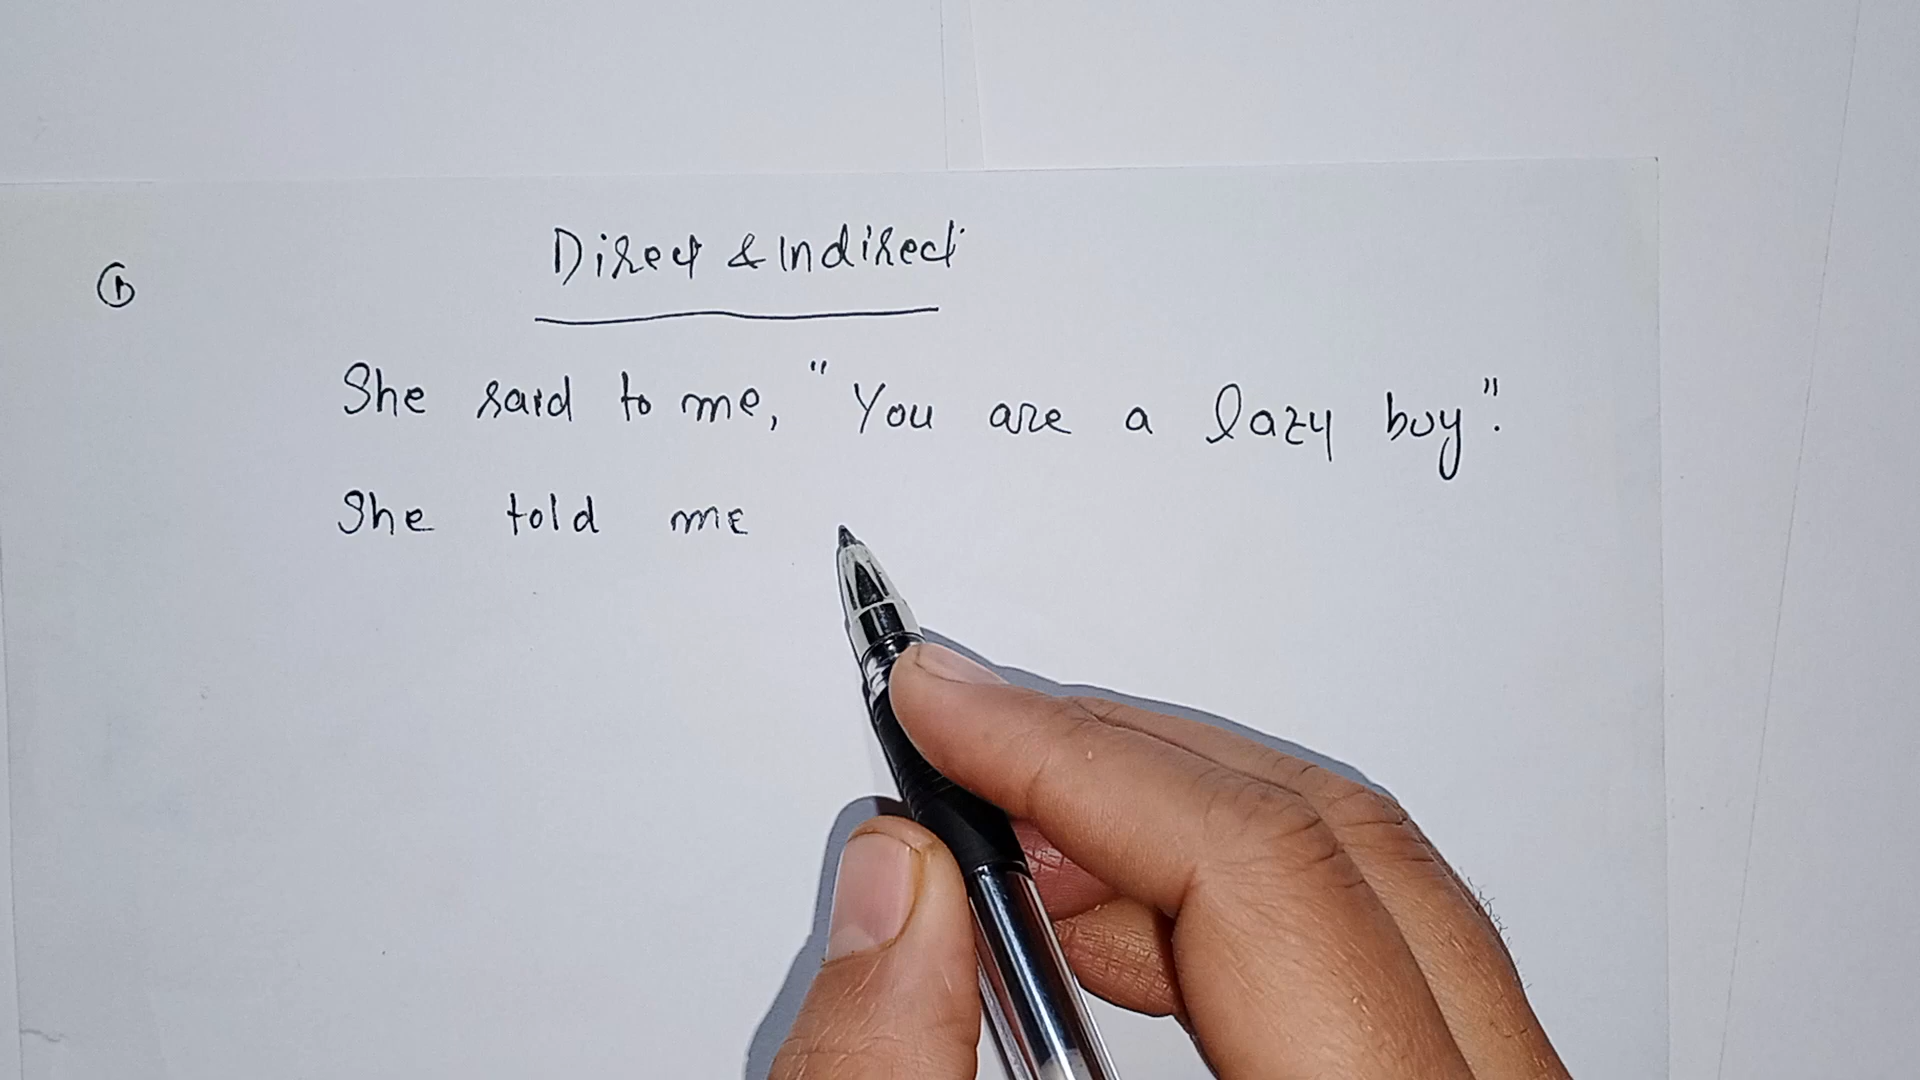 Direct & Indirect
①
She said to me, "You are a lazy boy".
She told me